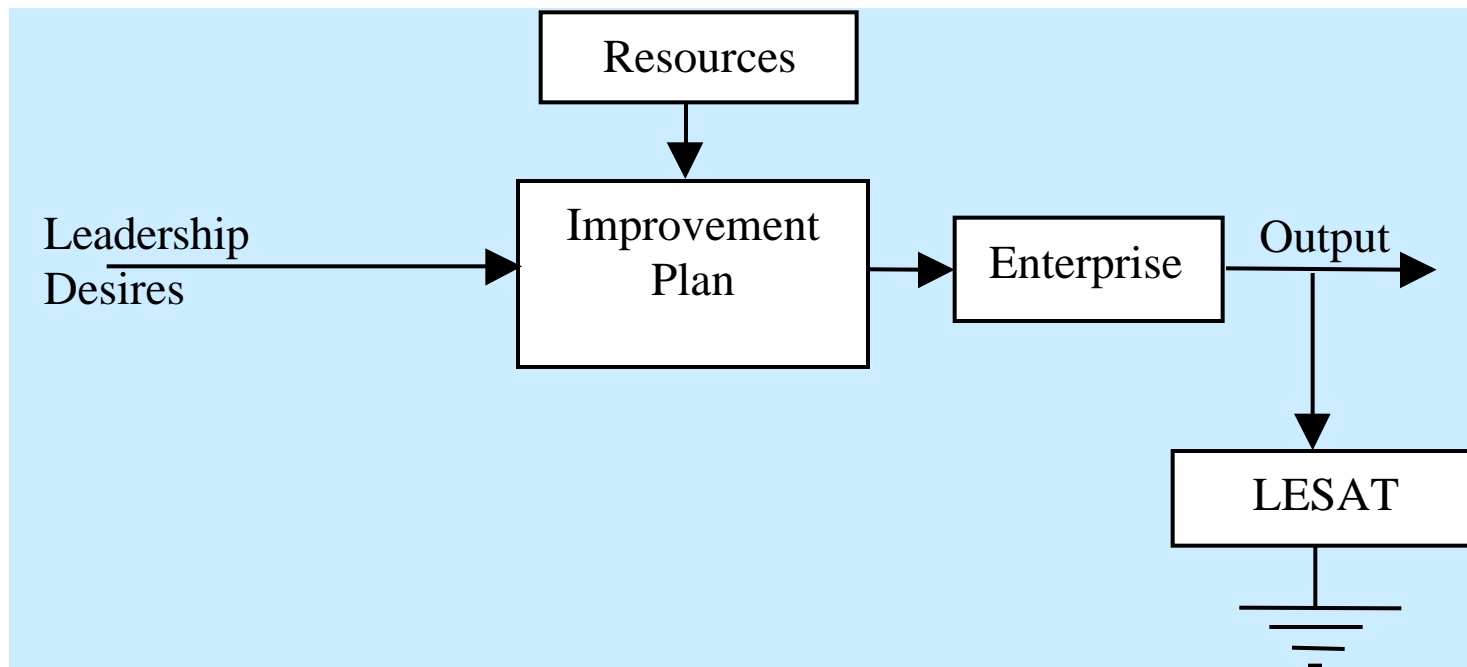 Resources
Leadership
Desires
Improvement
Plan
Enterprise
Output
LESAT